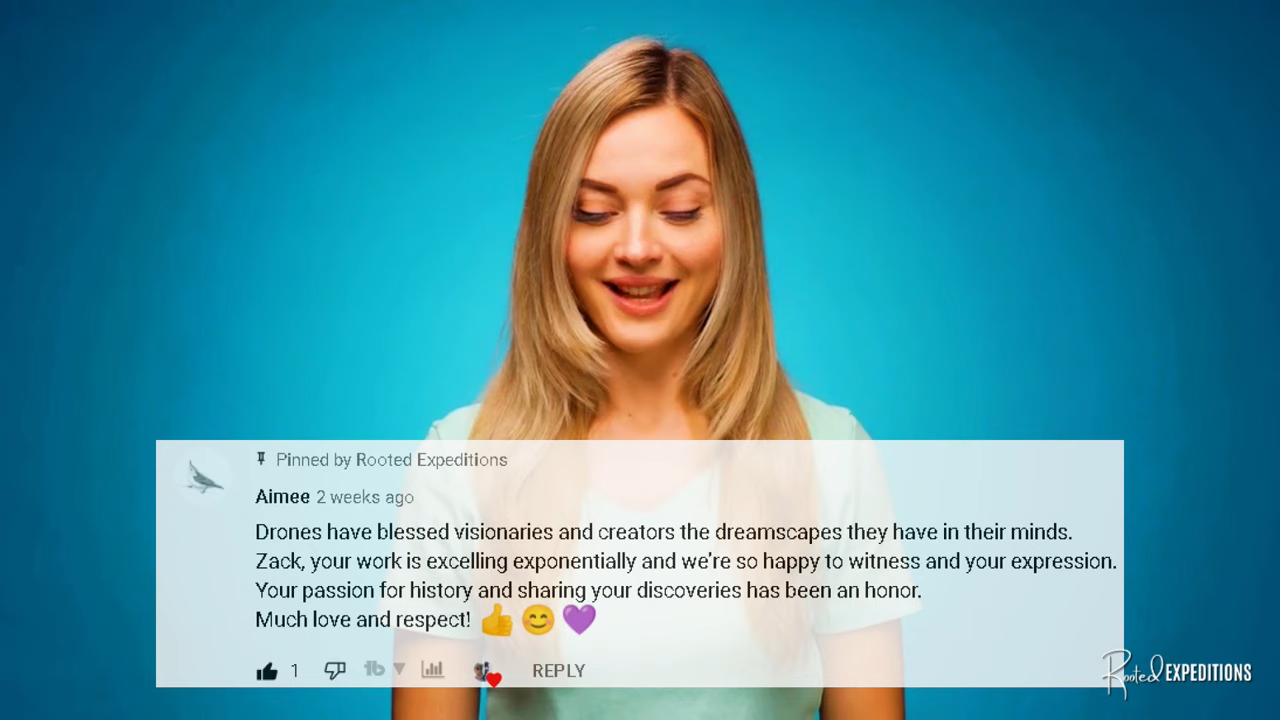 Pinned by Rooted Expeditions
Aimee 2 weeks ago
Drones have blessed visionaries and creators the dreamscapes they have in their minds.
Zack, your work is excelling exponentially and we're so happy to witness and your expression.
Your passion for history and sharing your discoveries has been an honor.
Much love and respect! 👍😊💜
1 tb REPLY
Rooted EXPEDITIONS